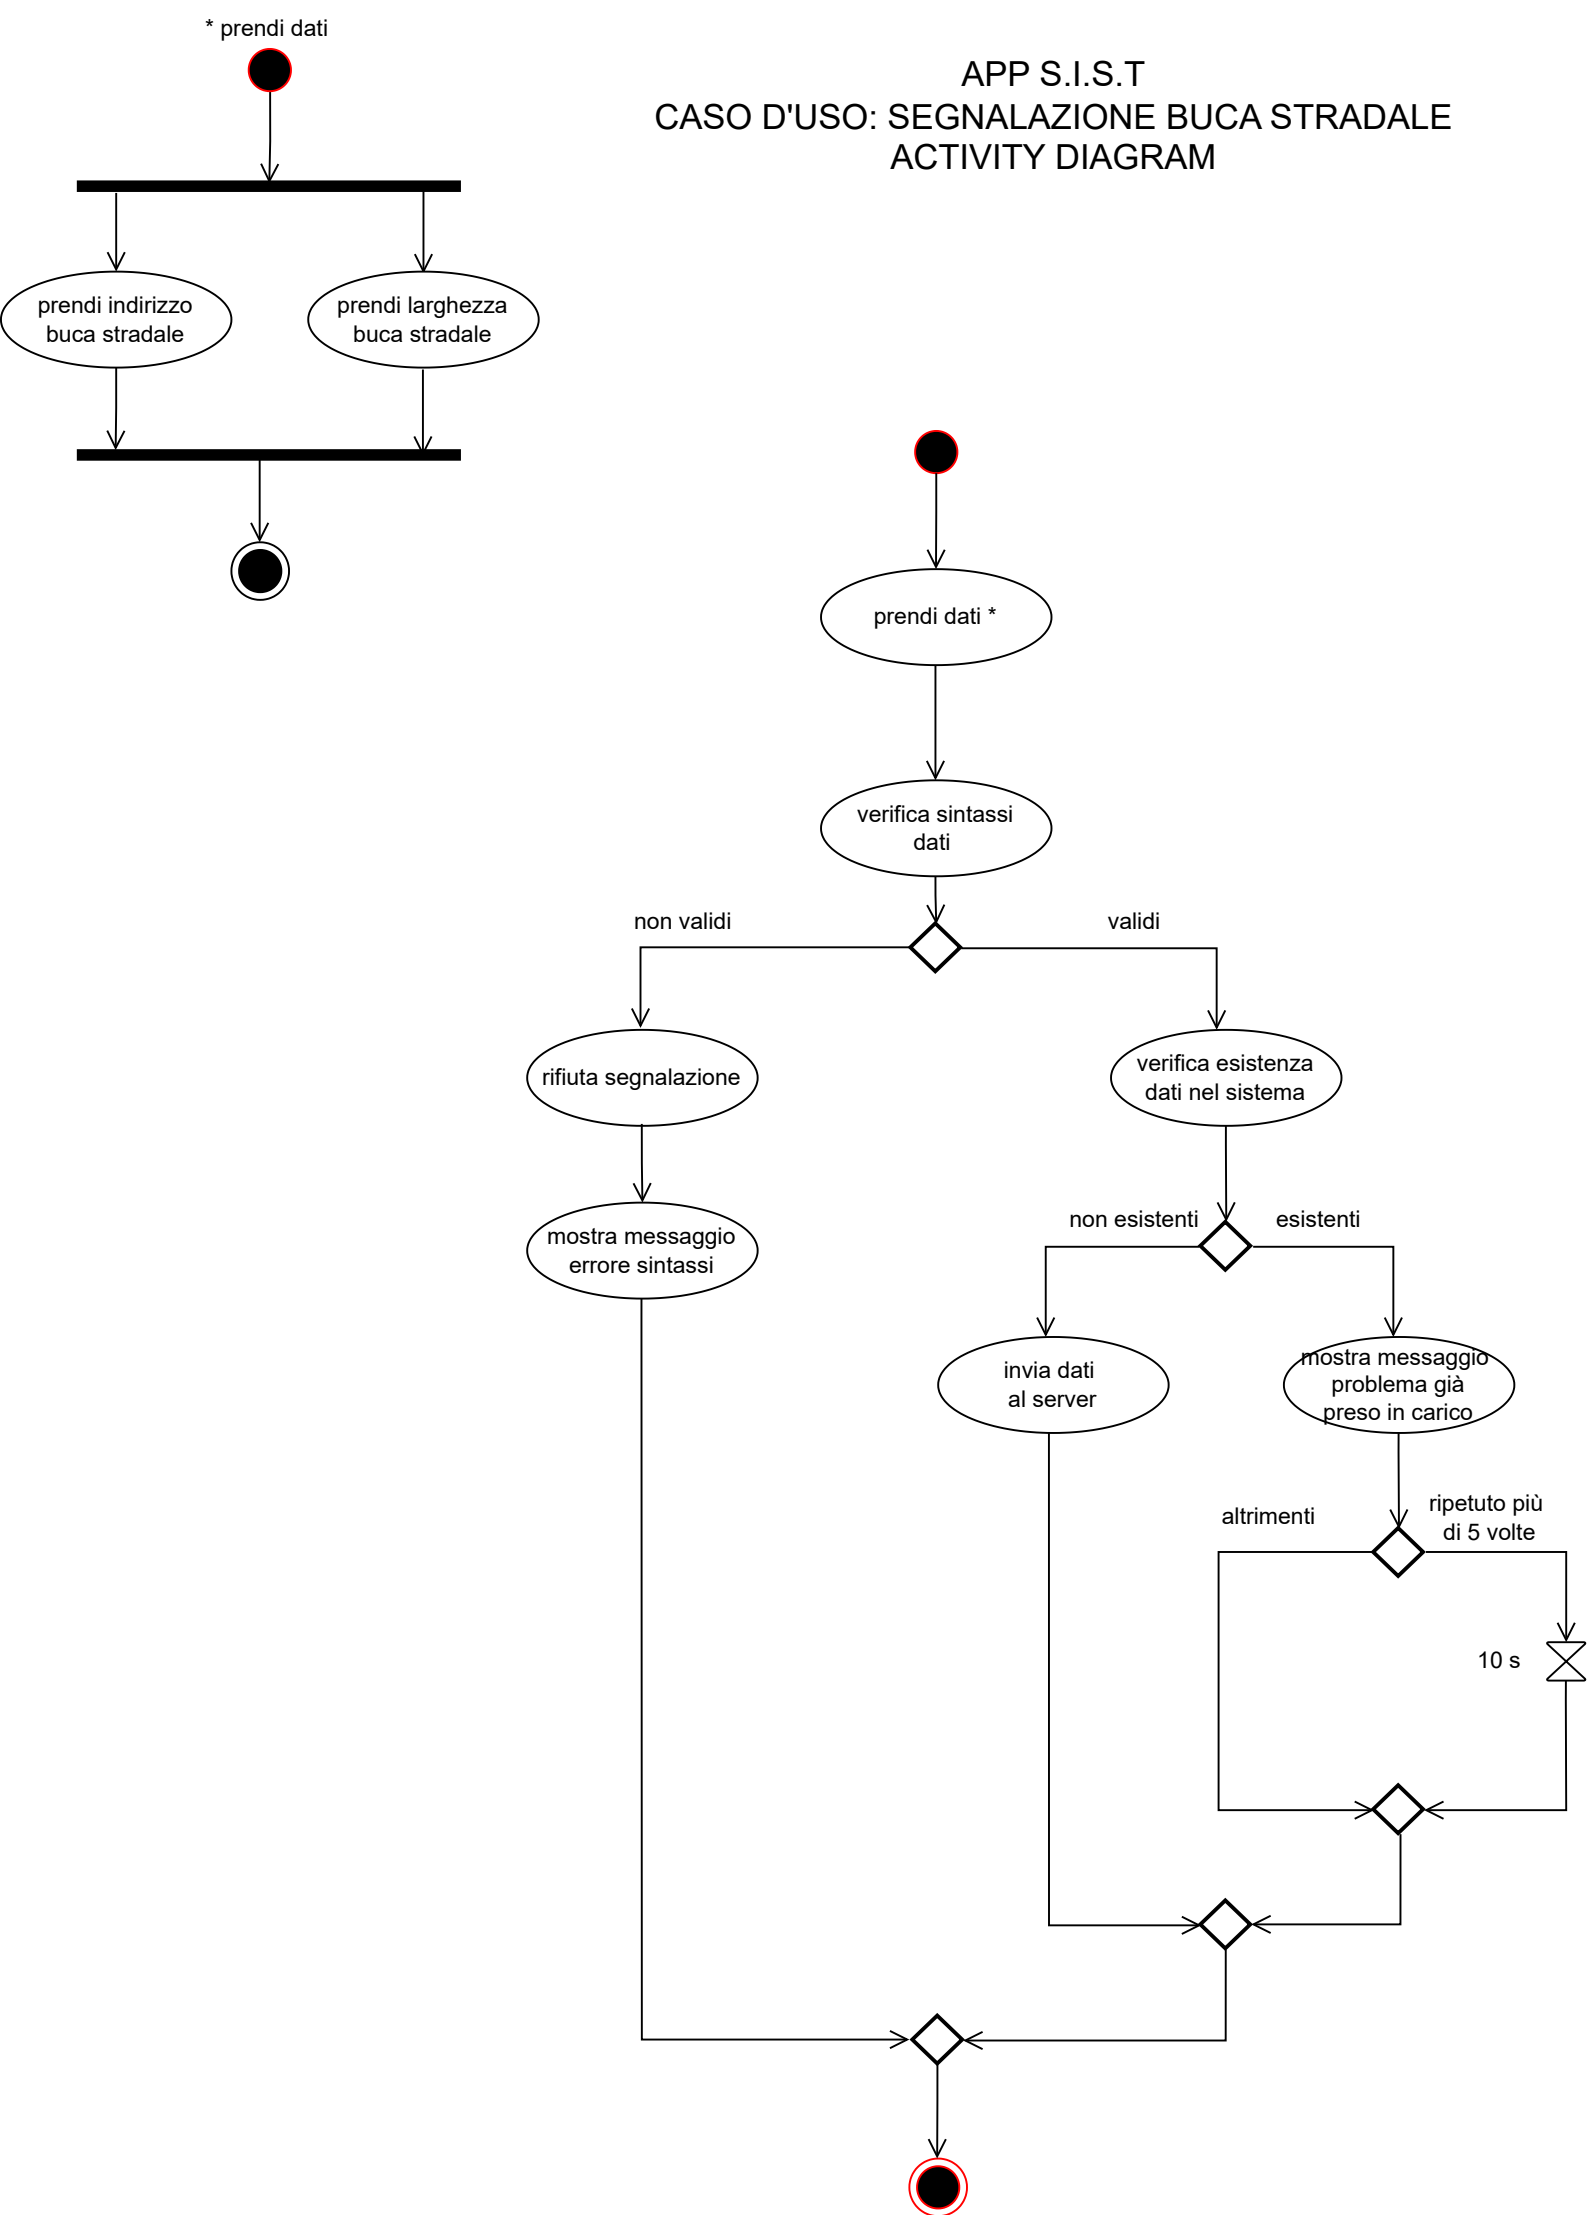 * prendi dati
APP S.I.S.T
CASO D'USO: SEGNALAZIONE BUCA STRADALE
ACTIVITY DIAGRAM
prendi indirizzo
buca stradale
prendi larghezza
buca stradale
prendi dati *
verifica sintassi
dati
non validi
validi
rifiuta segnalazione
verifica esistenza
dati nel sistema
mostra messaggio
errore sintassi
non esistenti
esistenti
invia dati
al server
mostra messaggio
problema già
preso in carico
altrimenti
ripetuto più
di 5 volte
10 s